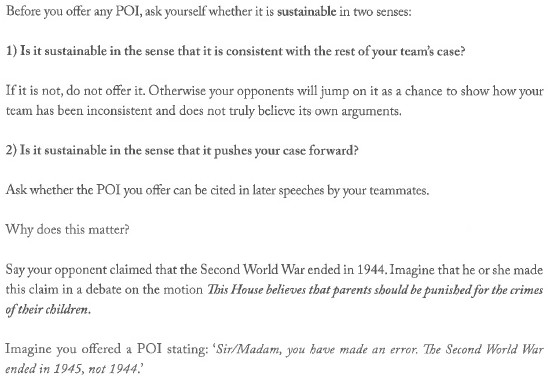 Before you offer any POI, ask yourself whether it is sustainable in two senses:
1) Is it sustainable in the sense that it is consistent with the rest of your team's case?
If it is not, do not offer it. Otherwise your opponents will jump on it as a chance to show how your
team has been inconsistent and does not truly believe its own arguments.
2) Is it sustainable in the sense that it pushes your case forward?
Ask whether the POI you offer can be cited in later speeches by your teammates.
Why does this matter?
Say your opponent claimed that the Second World War ended in 1944. Imagine that he or she made
this claim in a debate on the motion This House believes that parents should be punished for the crimes
of their children.
Imagine you offered a POI stating: 'Sir/Madam, you have made an error. The Second World War
ended in 1945, not 1944.'